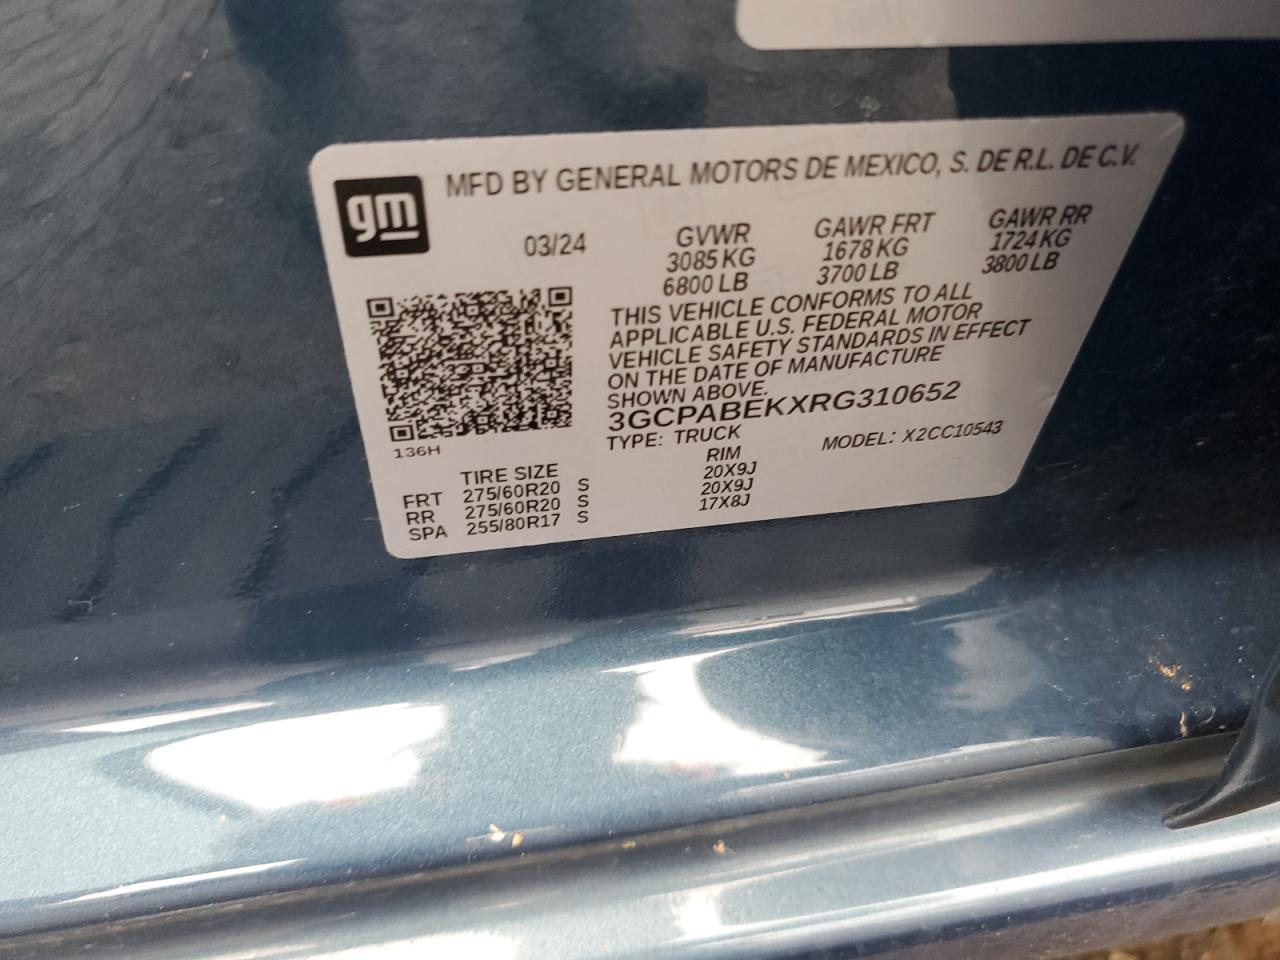 gm
MFD BY GENERAL MOTORS DE MEXICO, S. DE R.L. DE C.V.
03/24
GVWR GAWR FRT GAWR RR
3085 KG 1678 KG 1724 KG
6800 LB 3700 LB 3800 LB
THIS VEHICLE CONFORMS TO ALL
APPLICABLE U.S. FEDERAL MOTOR
VEHICLE SAFETY STANDARDS IN EFFECT
ON THE DATE OF MANUFACTURE
SHOWN ABOVE.
3GCPABEKXRG310652
TYPE: TRUCK MODEL: X2CC10543
136H
TIRE SIZE RIM
FRT 275/60R20 S 20X9J
RR 275/60R20 S 20X9J
SPA 255/80R17 S 17X8J